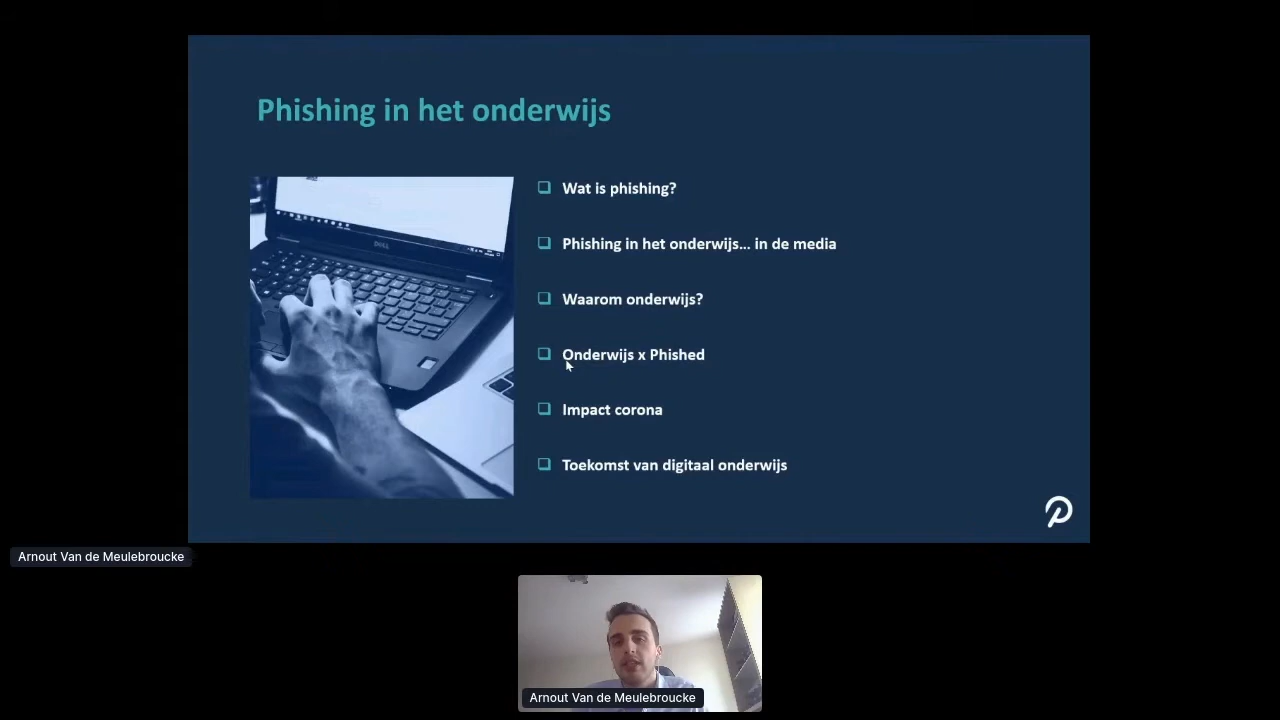 Phishing in het onderwijs
Wat is phishing?
Phishing in het onderwijs... in de media
Waarom onderwijs?
Onderwijs x Phished
Impact corona
Toekomst van digitaal onderwijs
DELL
Arnout Van de Meulebroucke
Arnout Van de Meulebroucke